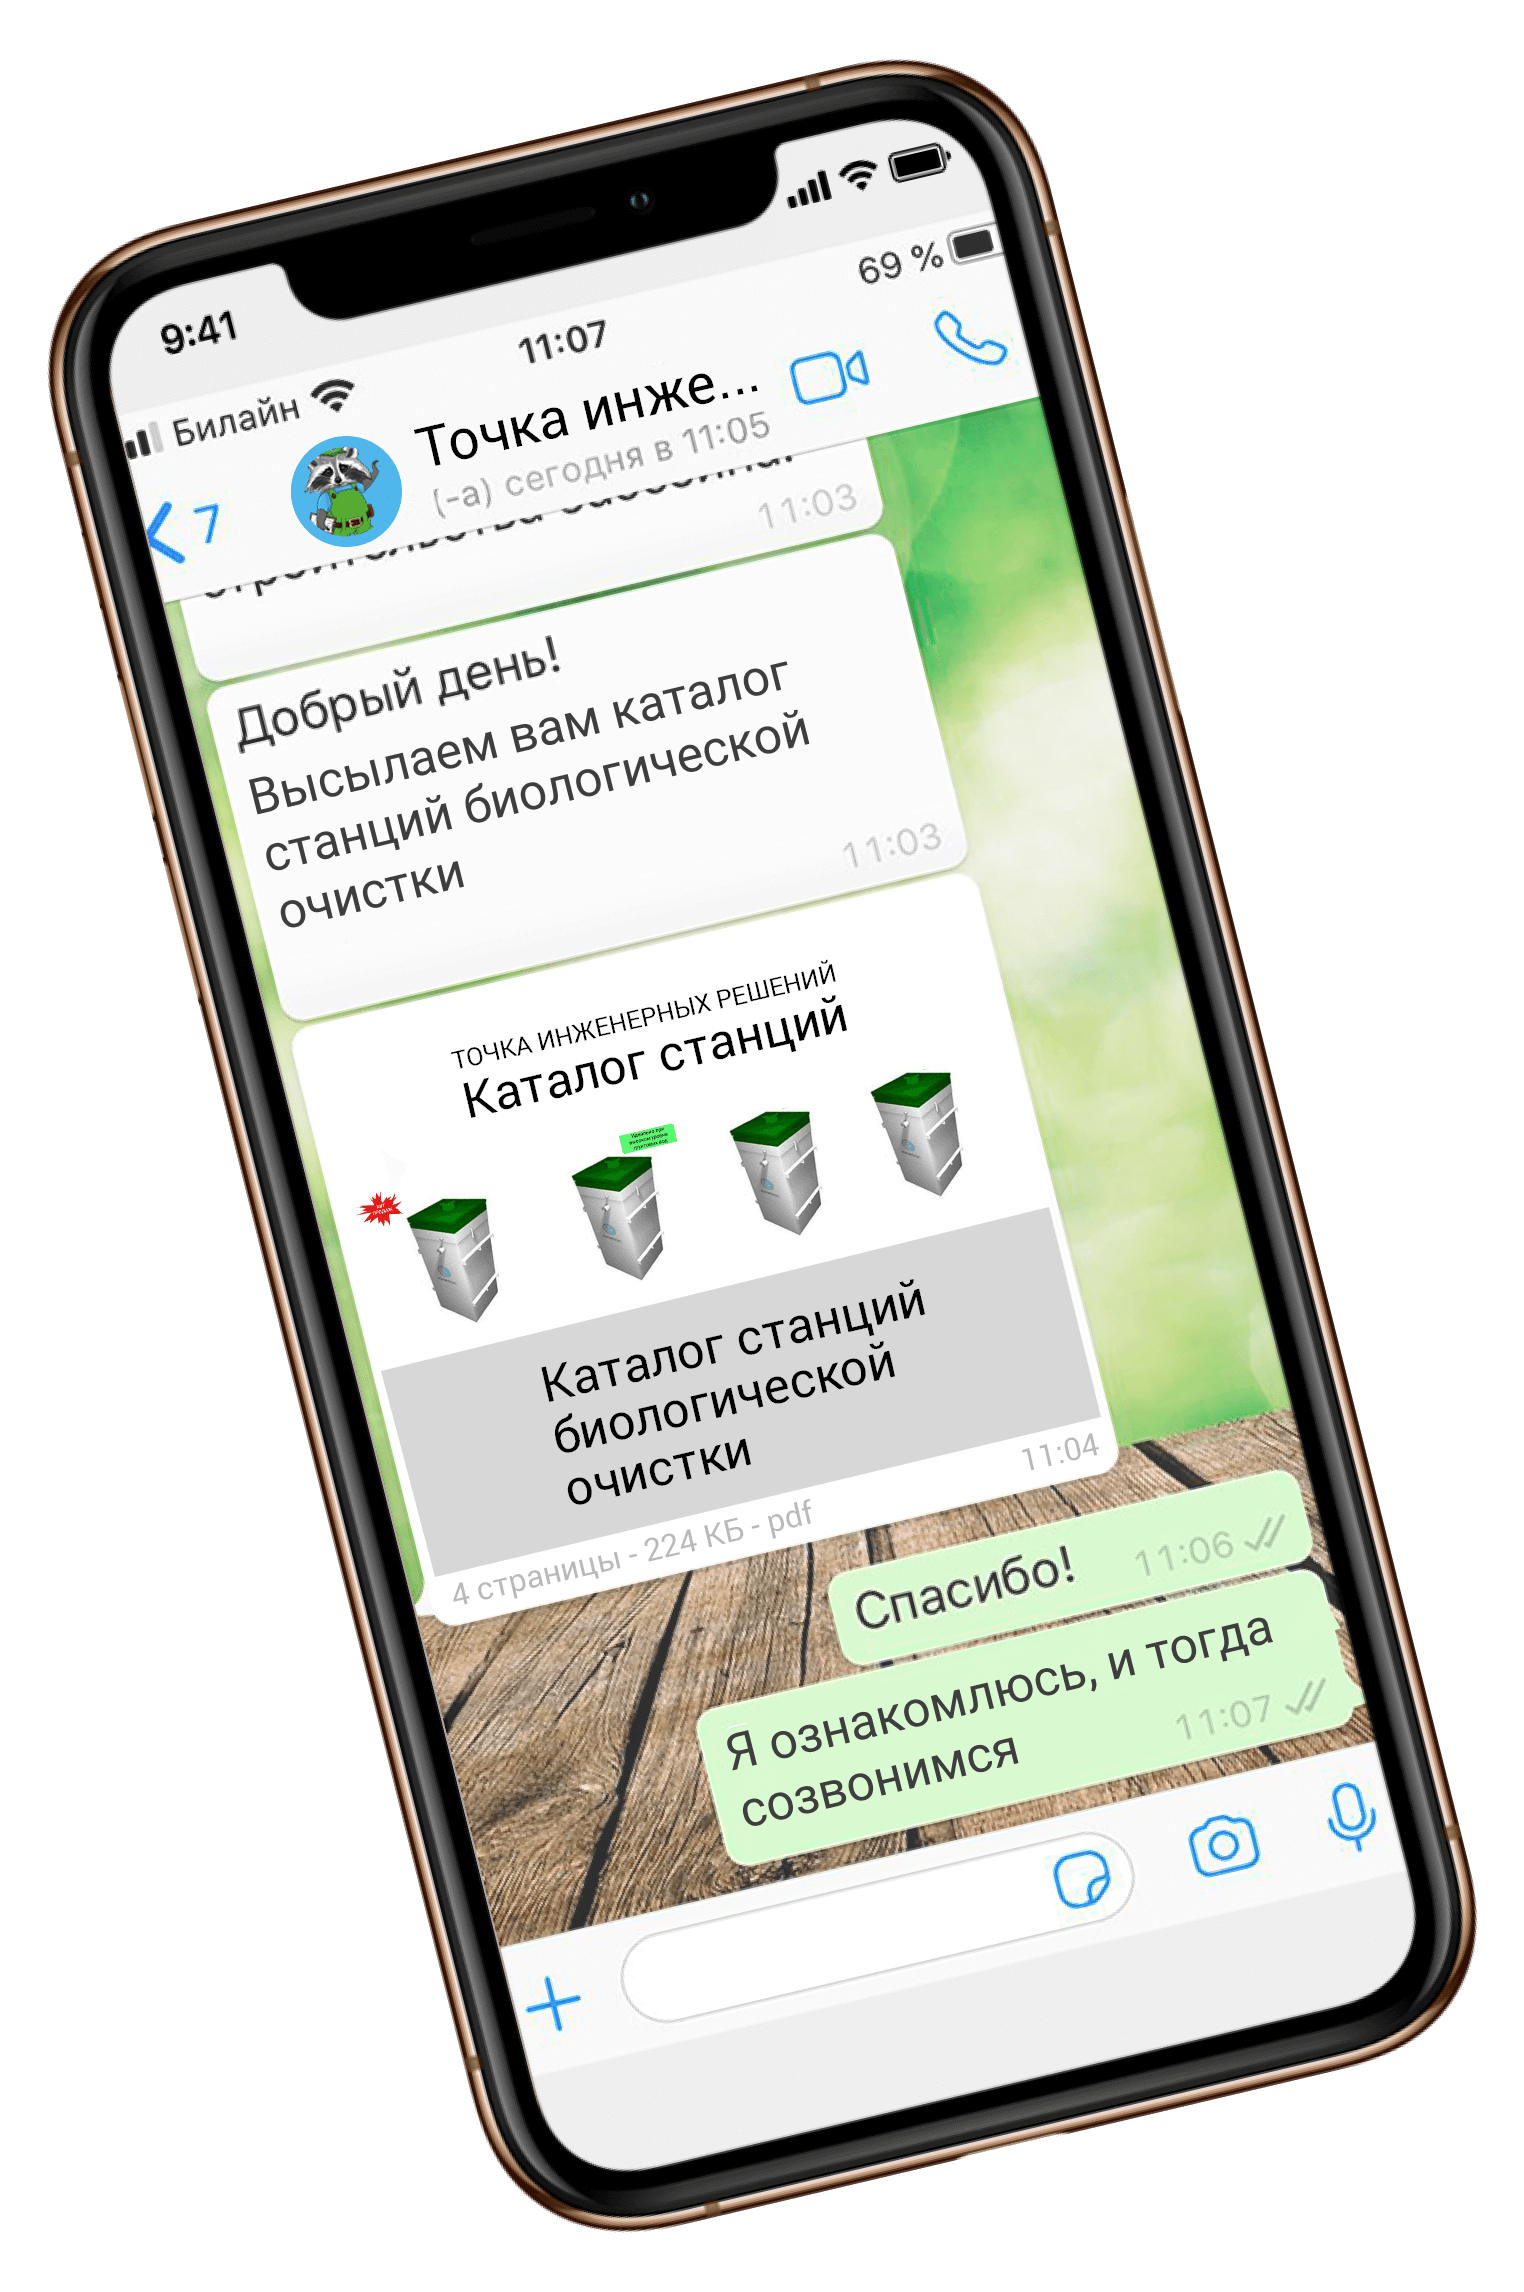 9:41
69 %
Билайн
11:07
7
Точка инже...
(-а) сегодня в 11:05
11:03
Добрый день!
Высылаем вам каталог
станций биологической
очистки
11:03
ТОЧКА ИНЖЕНЕРНЫХ РЕШЕНИЙ
Каталог станций
Каталог станций
биологической
очистки
4 страницы - 224 КБ - pdf
11:04
Спасибо!
11:06
Я ознакомлюсь, и тогда
созвонимся
11:07